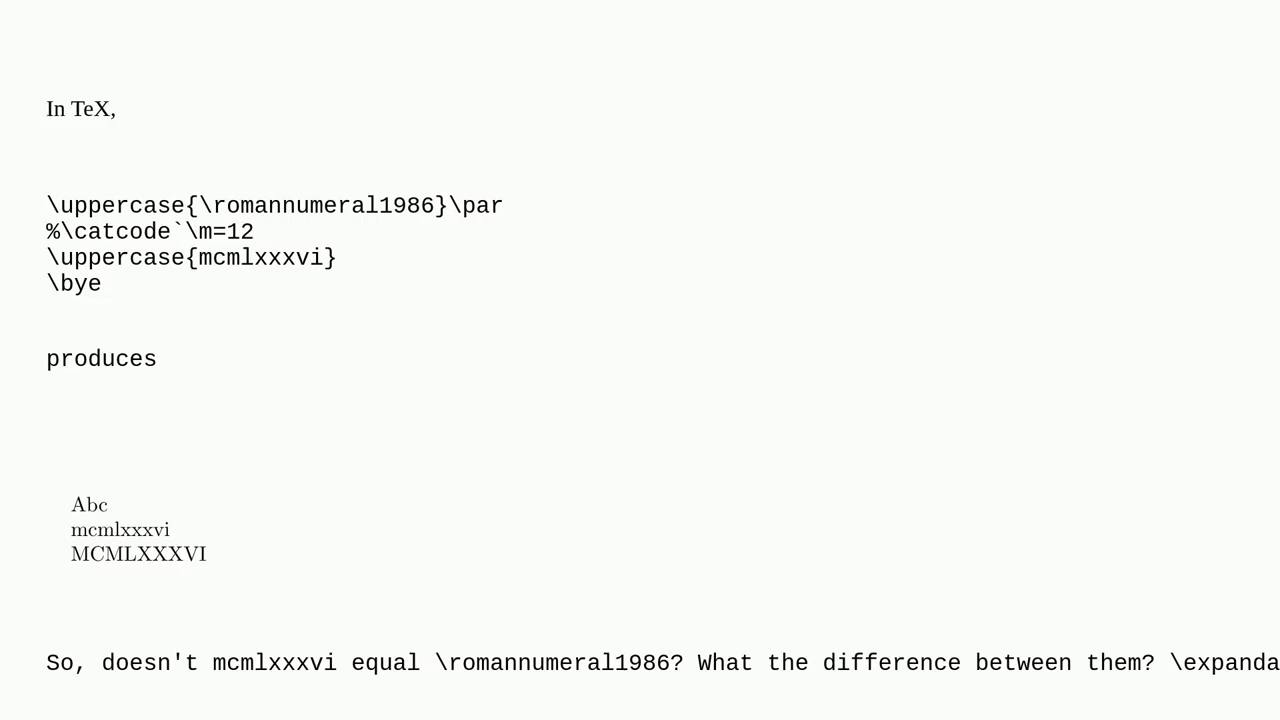 In TeX,
\uppercase{\romannumeral1986}\par
%\catcode`\m=12
\uppercase{mcmlxxxvi}
\bye
produces
Abc
mcmlxxxvi
MCMLXXXVI
So, doesn't mcmlxxxvi equal \romannumeral1986? What the difference between them? \expanda